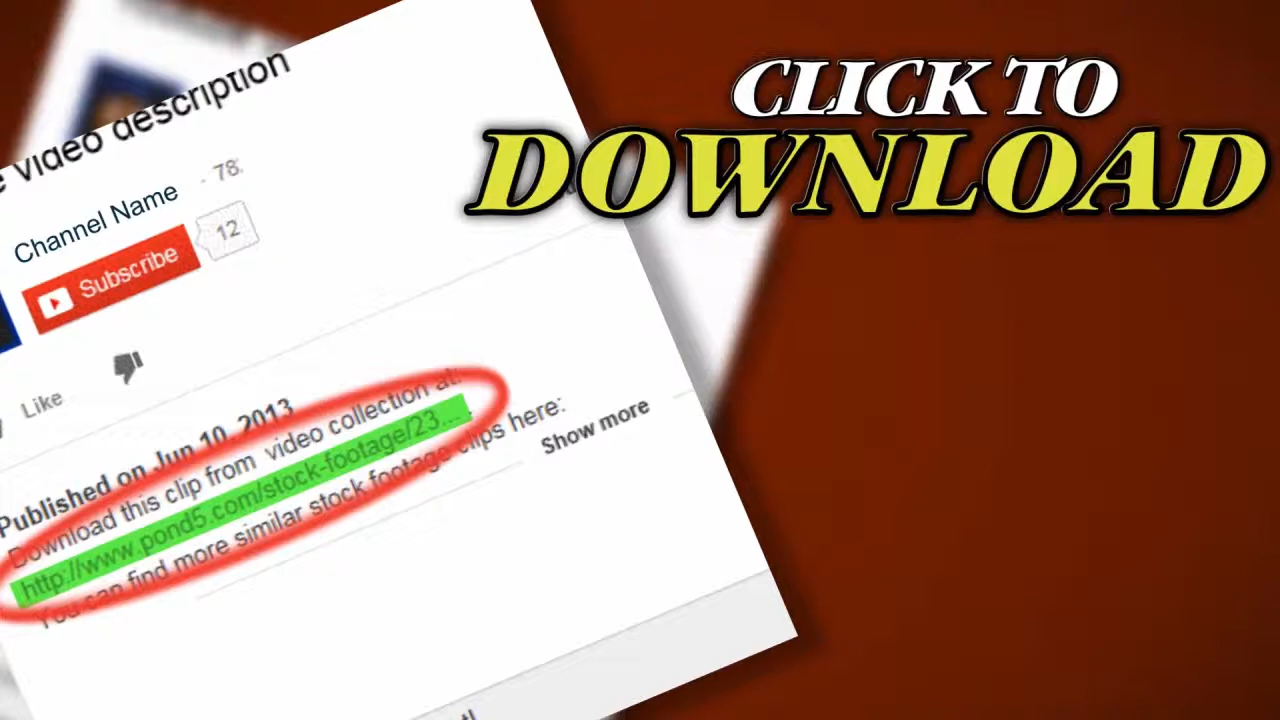 CLICK TO
DOWNLOAD
video description
Channel Name
78
Subscribe
12
Like
Published on Jun 10, 2013
Download this clip from video collection at:
http://www.pond5.com/stock-footage/23...
You can find more similar stock footage clips here:
Show more